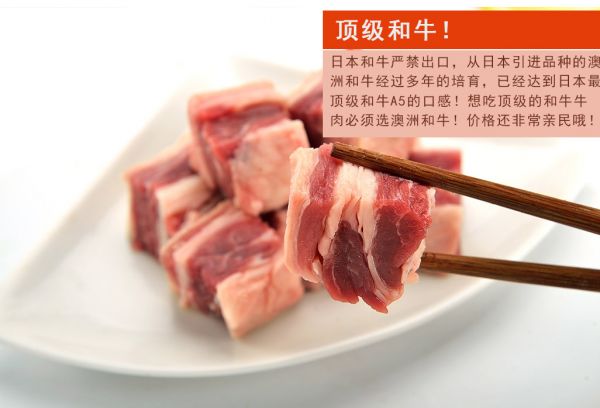 顶级和牛！
日本和牛严禁出口，从日本引进品种的澳
洲和牛经过多年的培育，已经达到日本最
顶级和牛A5的口感！想吃顶级的和牛牛
肉必须选澳洲和牛！价格还非常亲民哦！